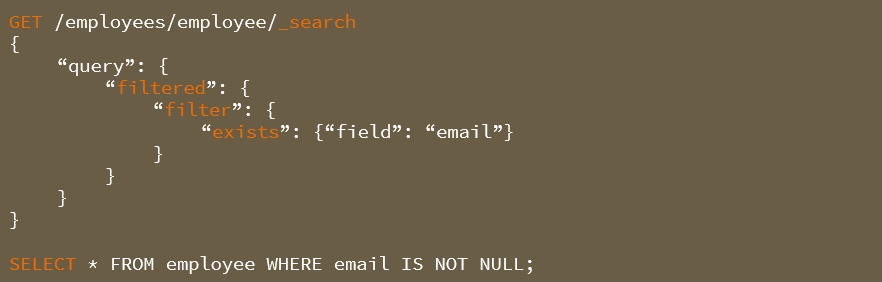 GET /employees/employee/_search
{
“query”: {
“filtered”: {
“filter”: {
“exists”: {“field”: “email”}
}
}
}
}
SELECT * FROM employee WHERE email IS NOT NULL;